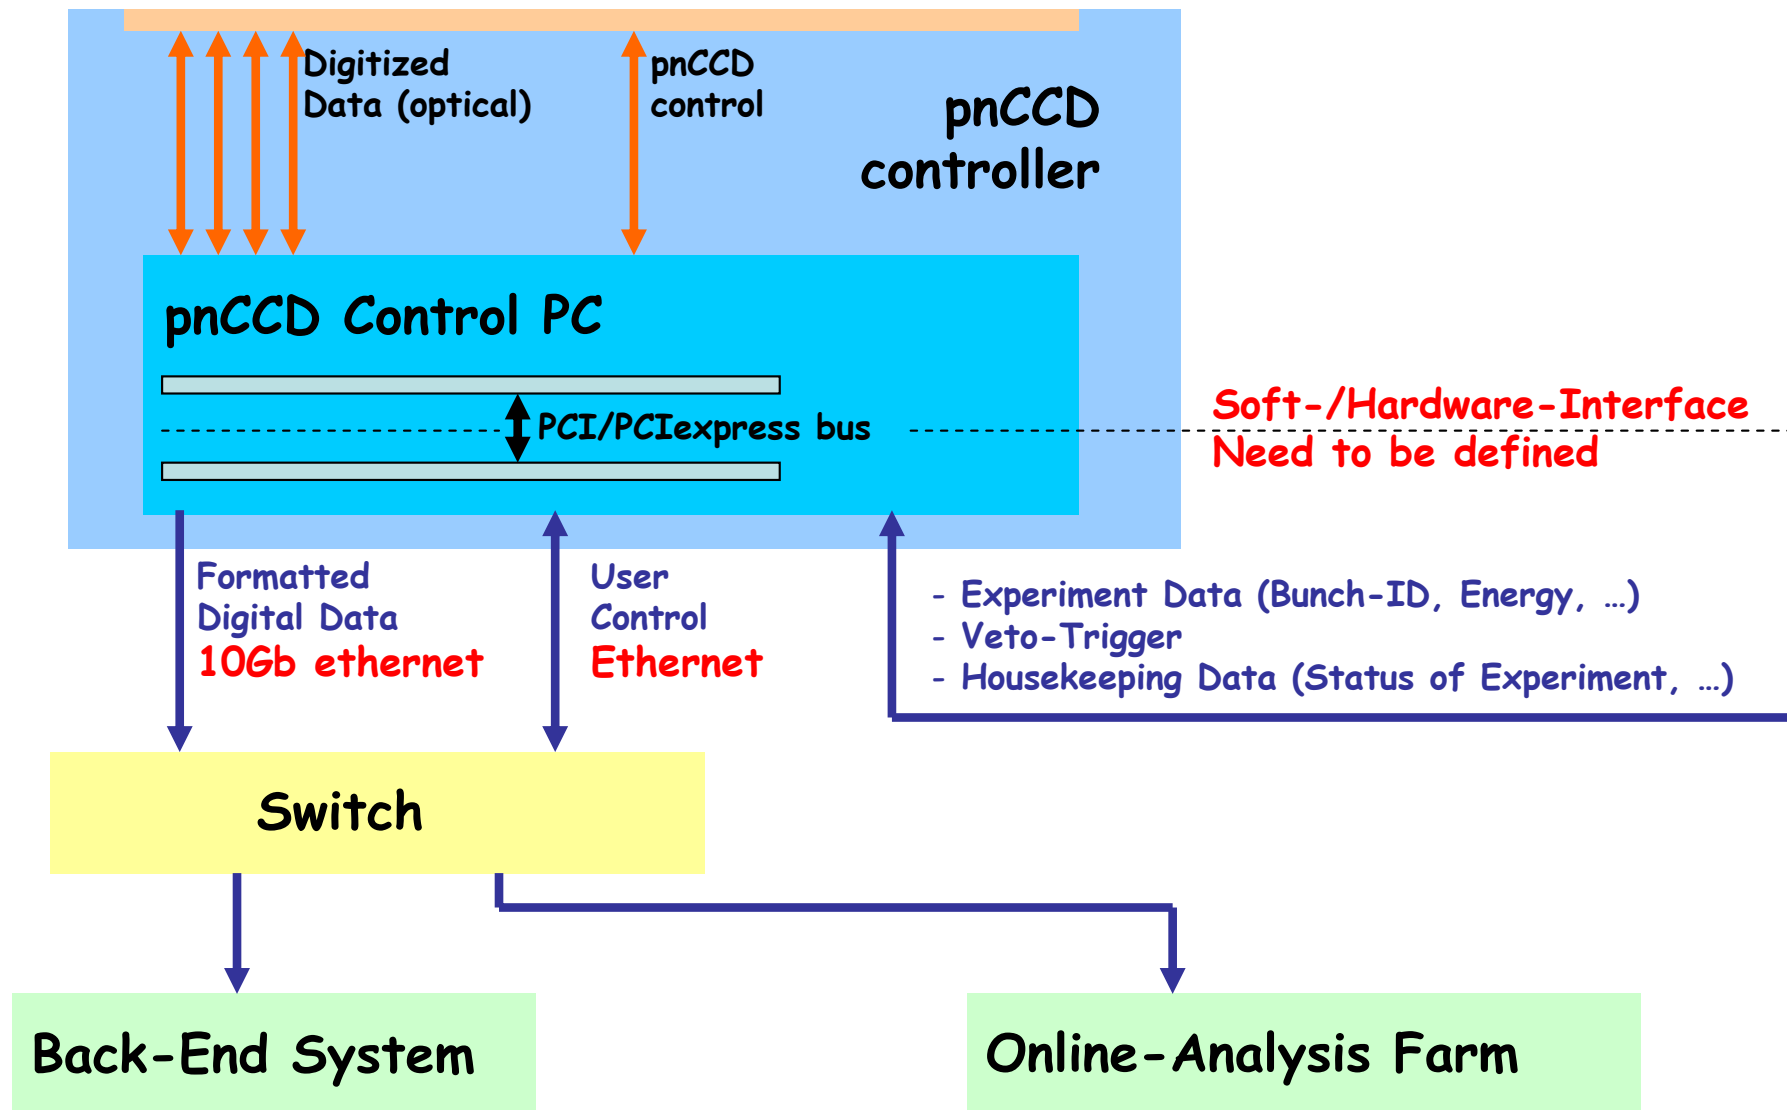 Digitized
Data (optical)
pnCCD
control
pnCCD
controller
pnCCD Control PC
PCI/PCIexpress bus
Soft-/Hardware-Interface
Need to be defined
Formatted
Digital Data
10Gb ethernet
User
Control
Ethernet
- Experiment Data (Bunch-ID, Energy, …)
- Veto-Trigger
- Housekeeping Data (Status of Experiment, …)
Switch
Back-End System
Online-Analysis Farm